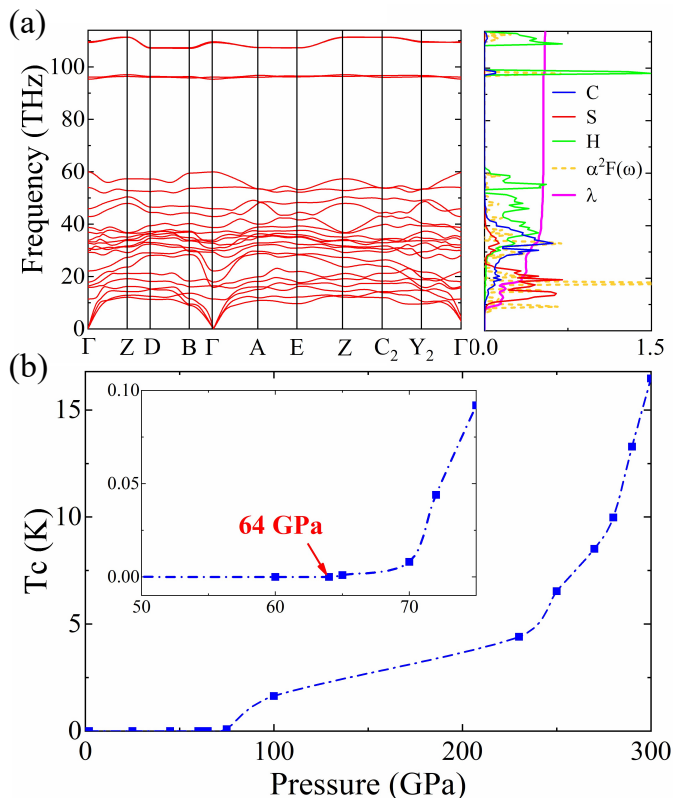 (a)
Frequency (THz)
100
80
60
40
20
0
Γ Z D B Γ A E Z C₂ Y₂ Γ
C
S
H
α²F(ω)
λ
0.0 1.5
(b)
Tc (K)
15
10
5
0
0.10
0.05
0.00
64 GPa
50 60 70
0 100 200 300
Pressure (GPa)